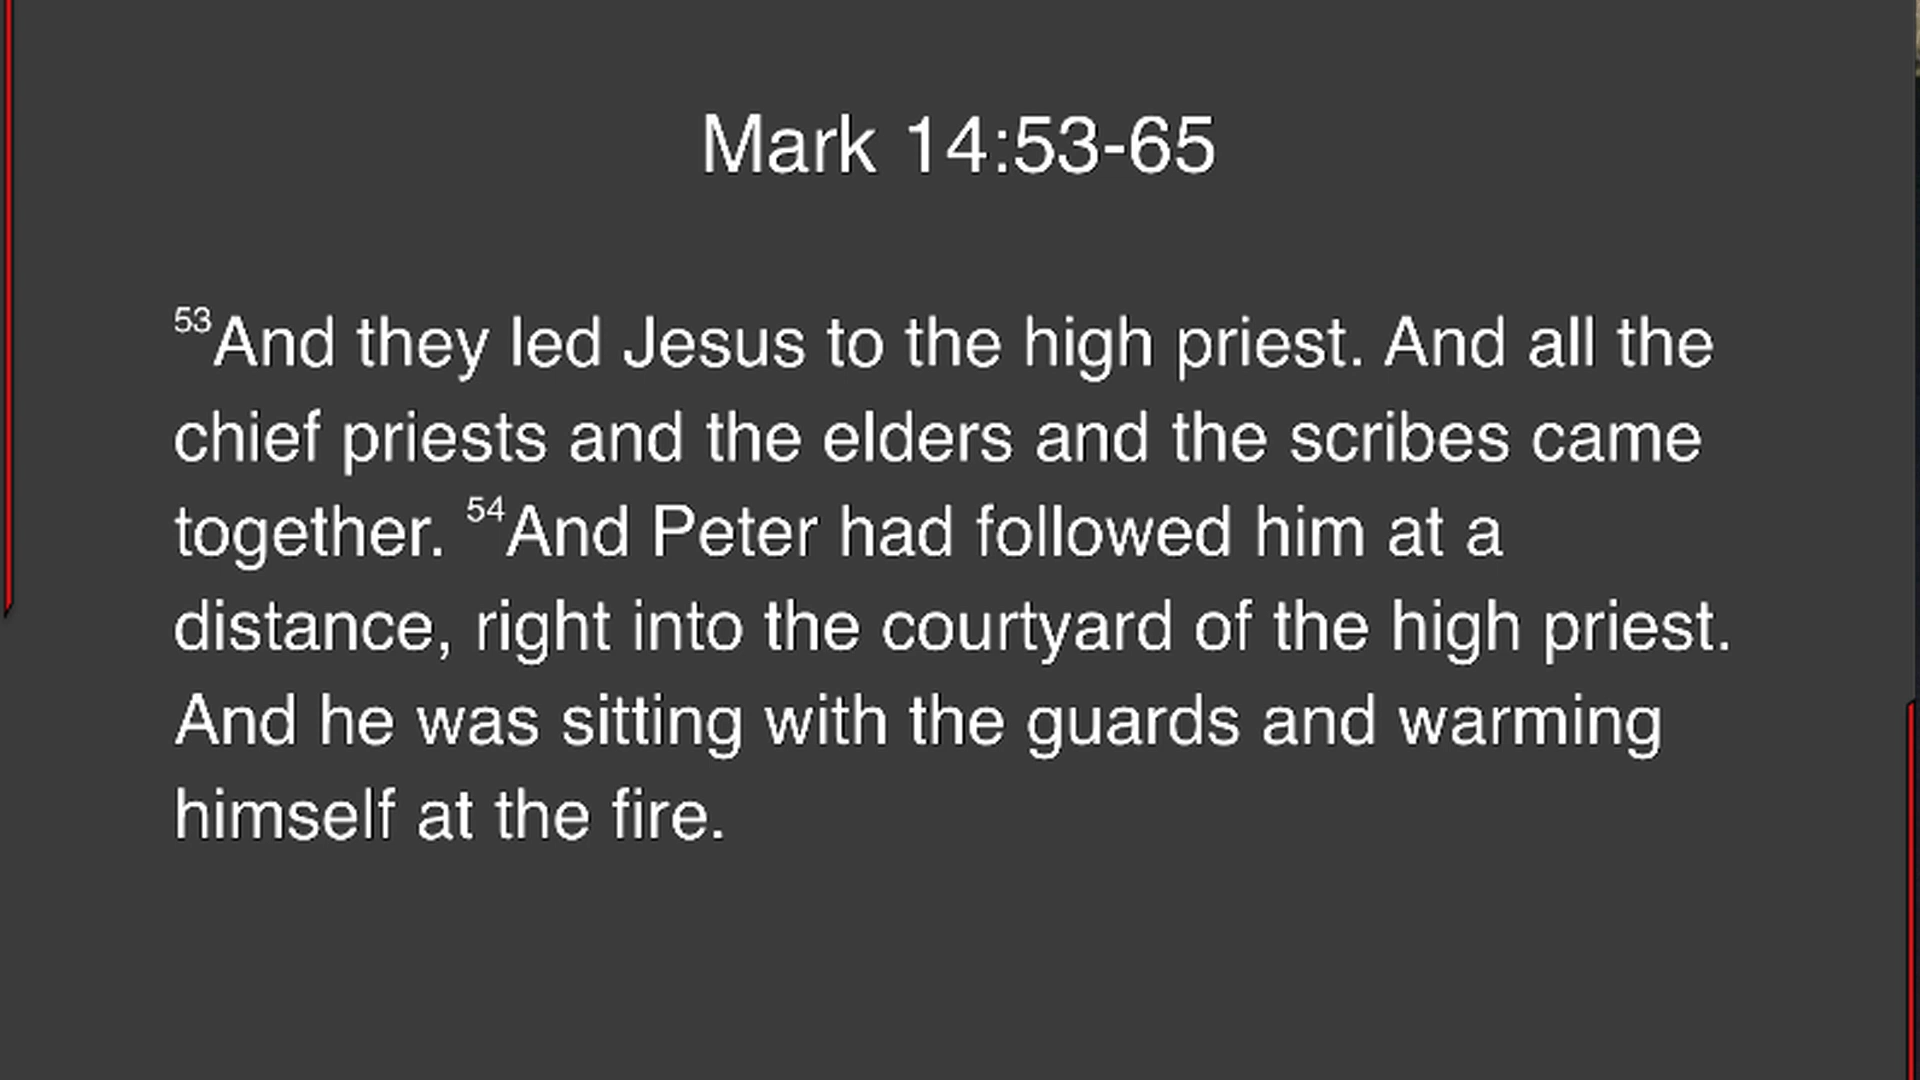 Mark 14:53-65
53And they led Jesus to the high priest. And all the
chief priests and the elders and the scribes came
together. 54And Peter had followed him at a
distance, right into the courtyard of the high priest.
And he was sitting with the guards and warming
himself at the fire.